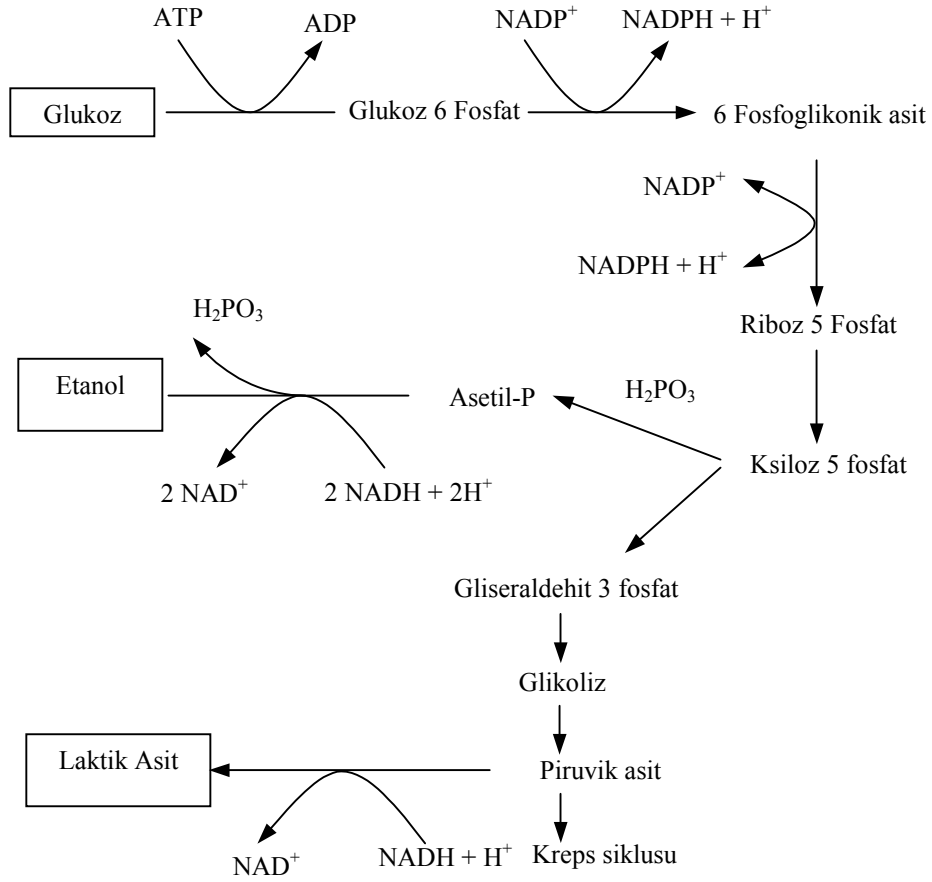 ATP
ADP
NADP⁺
NADPH + H⁺
Glukoz
Glukoz 6 Fosfat
6 Fosfoglikonik asit
NADP⁺
NADPH + H⁺
Riboz 5 Fosfat
H₂PO₃
Etanol
Asetil-P
H₂PO₃
Ksiloz 5 fosfat
2 NAD⁺
2 NADH + 2H⁺
Gliseraldehit 3 fosfat
Glikoliz
Laktik Asit
Piruvik asit
NAD⁺
NADH + H⁺
Kreps siklusu